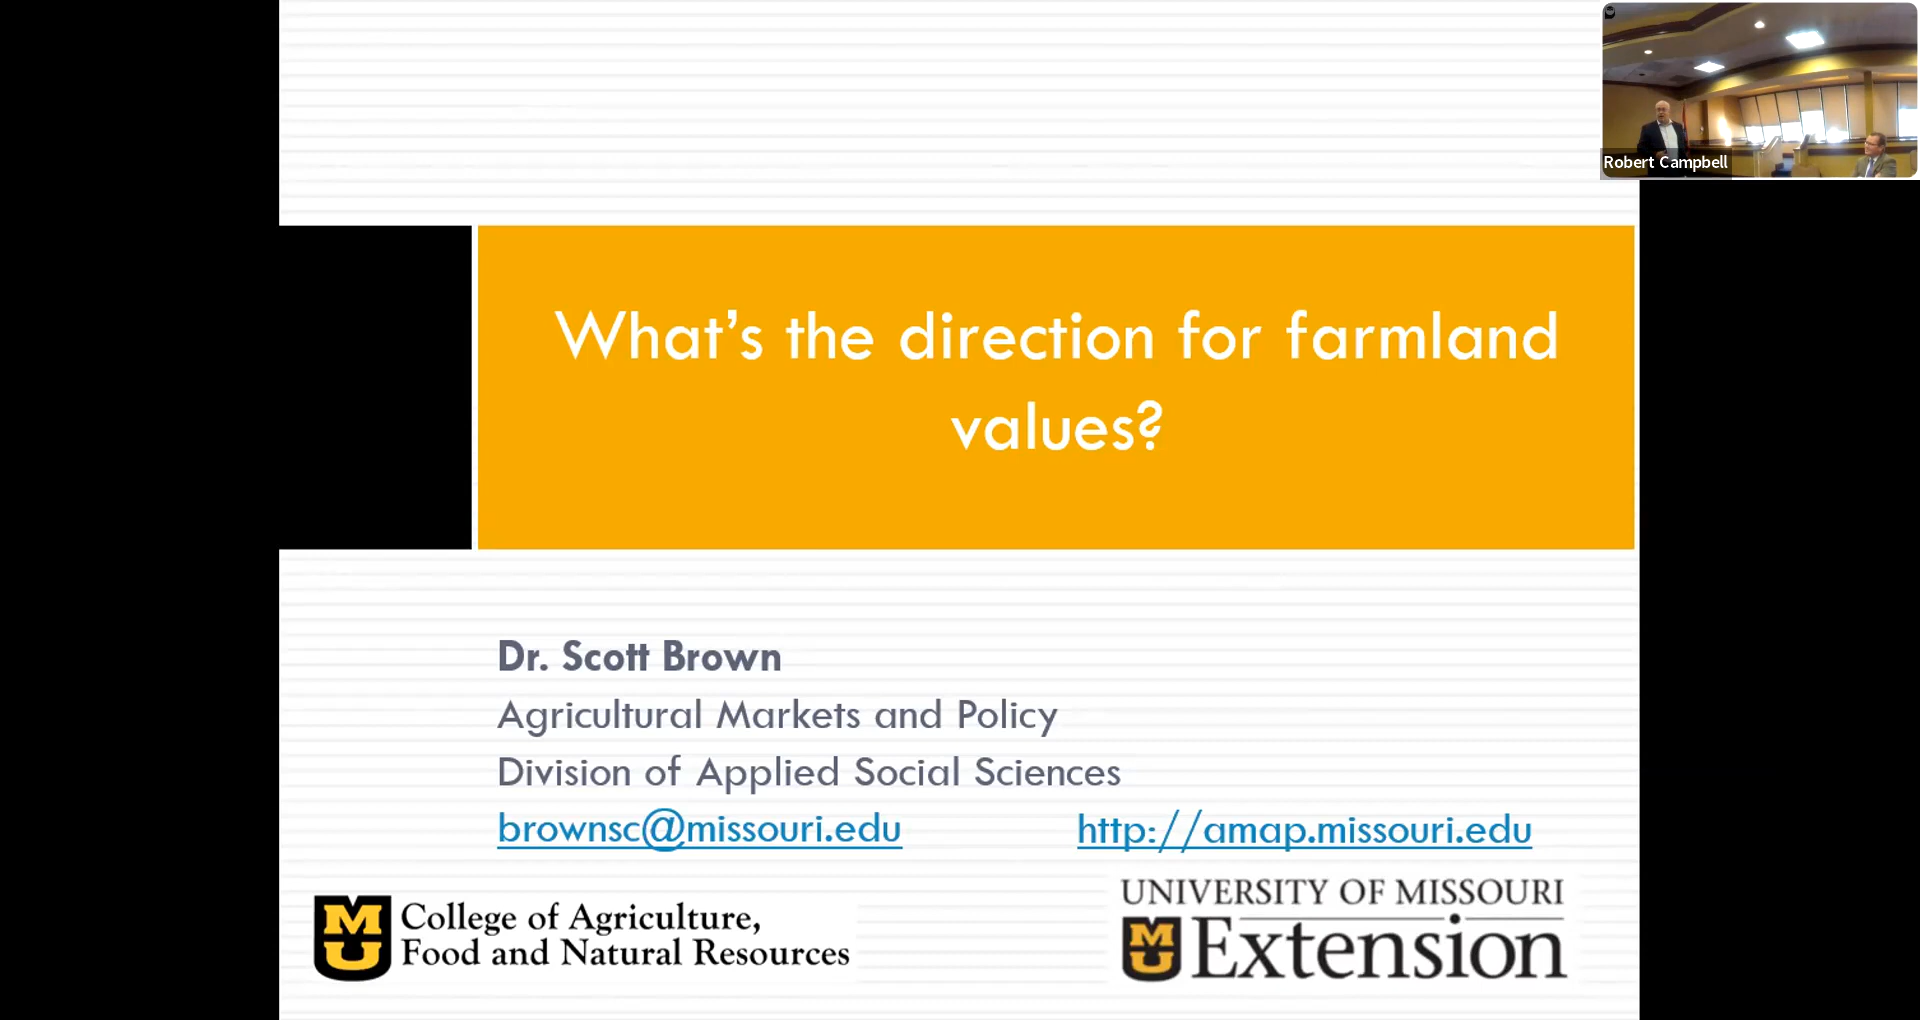 Robert Campbell
What's the direction for farmland
values?
Dr. Scott Brown
Agricultural Markets and Policy
Division of Applied Social Sciences
brownsc@missouri.edu http://amap.missouri.edu
MU
College of Agriculture,
Food and Natural Resources
UNIVERSITY OF MISSOURI
MU Extension